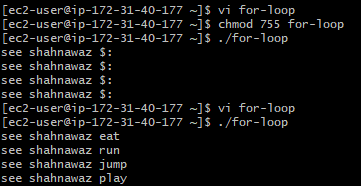 [ec2-user@ip-172-31-40-177 ~]$ vi for-loop
[ec2-user@ip-172-31-40-177 ~]$ chmod 755 for-loop
[ec2-user@ip-172-31-40-177 ~]$ ./for-loop
see shahnawaz $:
see shahnawaz $:
see shahnawaz $:
see shahnawaz $:
[ec2-user@ip-172-31-40-177 ~]$ vi for-loop
[ec2-user@ip-172-31-40-177 ~]$ ./for-loop
see shahnawaz eat
see shahnawaz run
see shahnawaz jump
see shahnawaz play